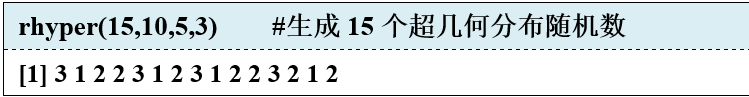 rhyper(15,10,5,3) #生成 15 个超几何分布随机数
[1] 3 1 2 2 3 1 2 3 1 2 2 3 2 1 2